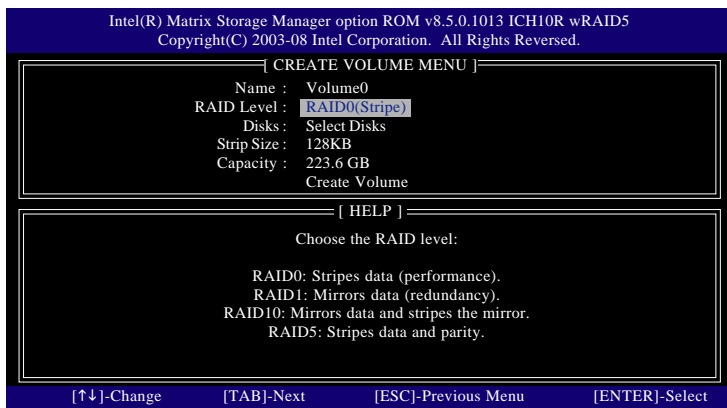 Intel(R) Matrix Storage Manager option ROM v8.5.0.1013 ICH10R wRAID5
Copyright(C) 2003-08 Intel Corporation. All Rights Reversed.
[ CREATE VOLUME MENU ]
Name : Volume0
RAID Level : RAID0(Stripe)
Disks : Select Disks
Strip Size : 128KB
Capacity : 223.6 GB
Create Volume
[ HELP ]
Choose the RAID level:
RAID0: Stripes data (performance).
RAID1: Mirrors data (redundancy).
RAID10: Mirrors data and stripes the mirror.
RAID5: Stripes data and parity.
[↑↓]-Change [TAB]-Next [ESC]-Previous Menu [ENTER]-Select